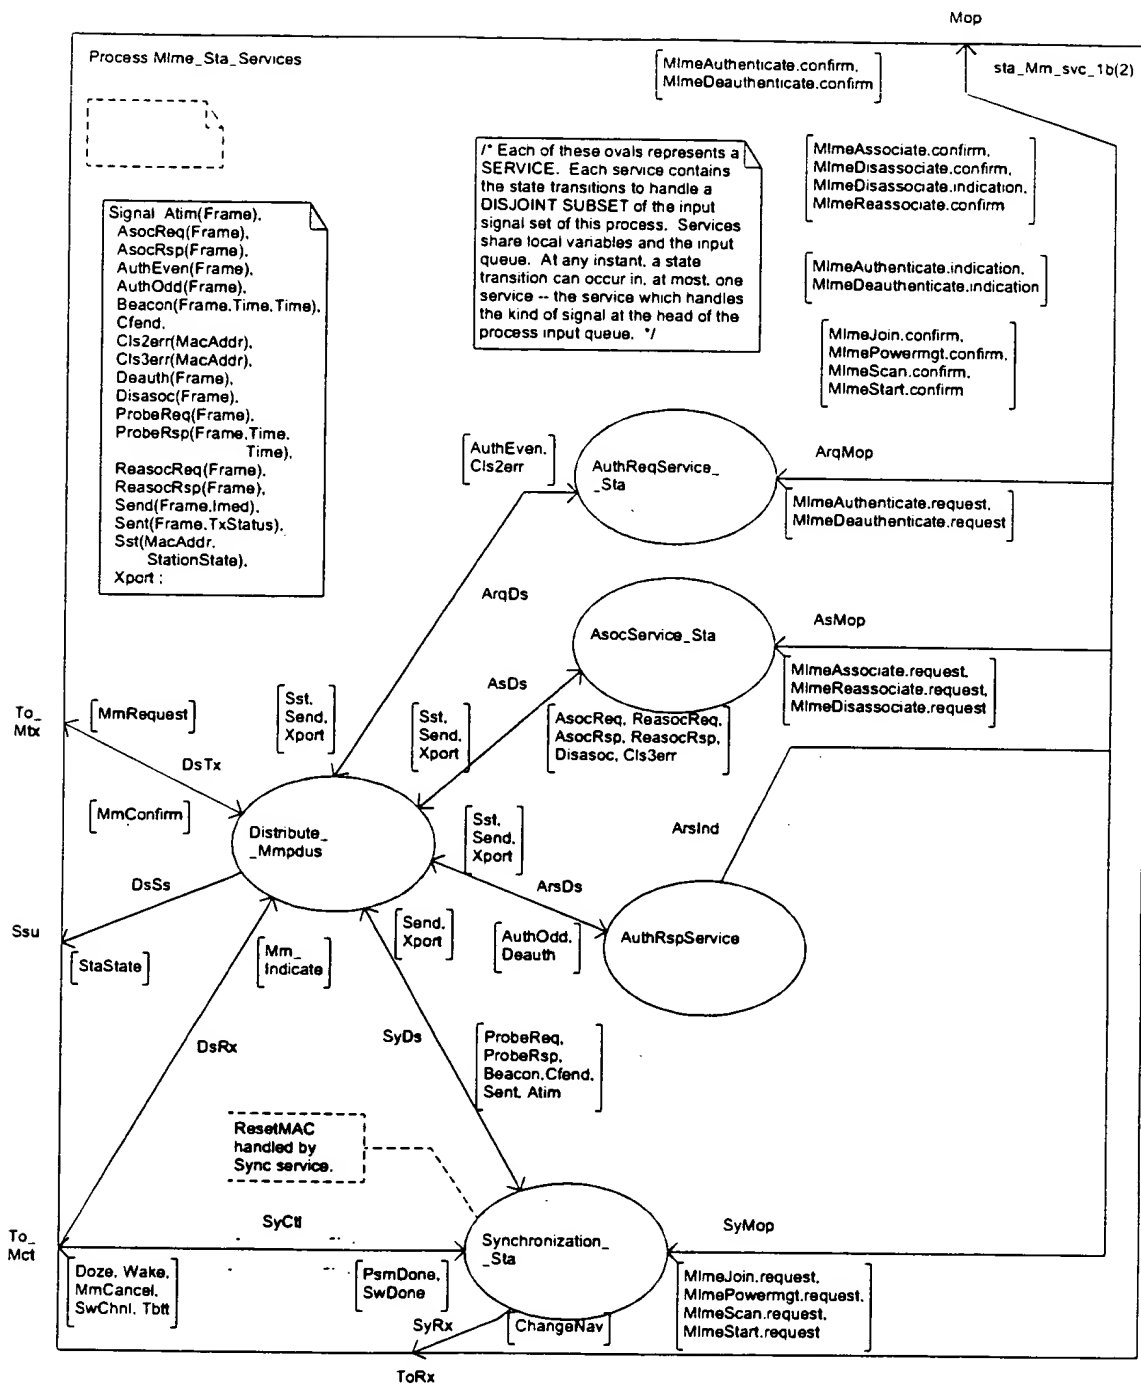 Mop
Process Mlme_Sta_Services
MlmeAuthenticate.confirm,
MlmeDeauthenticate.confirm
sta_Mm_svc_1b(2)
/* Each of these ovals represents a
SERVICE. Each service contains
the state transitions to handle a
DISJOINT SUBSET of the input
signal set of this process. Services
share local variables and the input
queue. At any instant, a state
transition can occur in, at most, one
service -- the service which handles
the kind of signal at the head of the
process input queue. */
MlmeAssociate.confirm,
MlmeDisassociate.confirm,
MlmeDisassociate.indication,
MlmeReassociate.confirm
MlmeAuthenticate.indication,
MlmeDeauthenticate.indication
MlmeJoin.confirm,
MlmePowermgt.confirm,
MlmeScan.confirm,
MlmeStart.confirm
Signal Atim(Frame),
AsocReq(Frame),
AsocRsp(Frame),
AuthEven(Frame),
AuthOdd(Frame),
Beacon(Frame,Time,Time),
Cfend,
Cls2err(MacAddr),
Cls3err(MacAddr),
Deauth(Frame),
Disasoc(Frame),
ProbeReq(Frame),
ProbeRsp(Frame,Time,
Time),
ReasocReq(Frame),
ReasocRsp(Frame),
Send(Frame,Imed),
Sent(Frame,TxStatus),
Sst(MacAddr,
StationState),
Xport ;
AuthEven,
Cls2err
AuthReqService_
_Sta
ArqMop
MlmeAuthenticate.request,
MlmeDeauthenticate.request
ArqDs
AsocService_Sta
AsMop
MlmeAssociate.request,
MlmeReassociate.request,
MlmeDisassociate.request
AsDs
To_
Mtx
MmRequest
Sst,
Send,
Xport
Sst,
Send,
Xport
AsocReq, ReasocReq,
AsocRsp, ReasocRsp,
Disasoc, Cls3err
DsTx
MmConfirm
Distribute_
_Mmpdus
Sst,
Send,
Xport
ArsInd
DsSs
ArsDs
Ssu
StaState
Mm_
Indicate
Send,
Xport
AuthOdd,
Deauth
AuthRspService
DsRx
SyDs
ProbeReq,
ProbeRsp,
Beacon,Cfend,
Sent, Atim
ResetMAC
handled by
Sync service.
To_
Mct
SyCtl
Synchronization_
_Sta
SyMop
Doze, Wake,
MmCancel,
SwChnl, Tbtt
PsmDone,
SwDone
MlmeJoin.request,
MlmePowermgt.request,
MlmeScan.request,
MlmeStart.request
SyRx
ChangeNav
ToRx